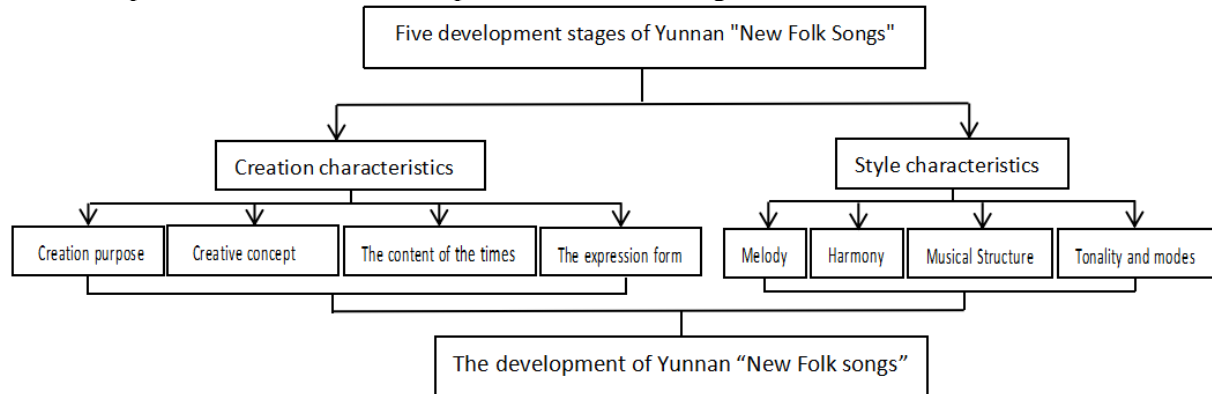 Five development stages of Yunnan "New Folk Songs"
Creation characteristics
Style characteristics
Creation purpose
Creative concept
The content of the times
The expression form
Melody
Harmony
Musical Structure
Tonality and modes
The development of Yunnan “New Folk songs”